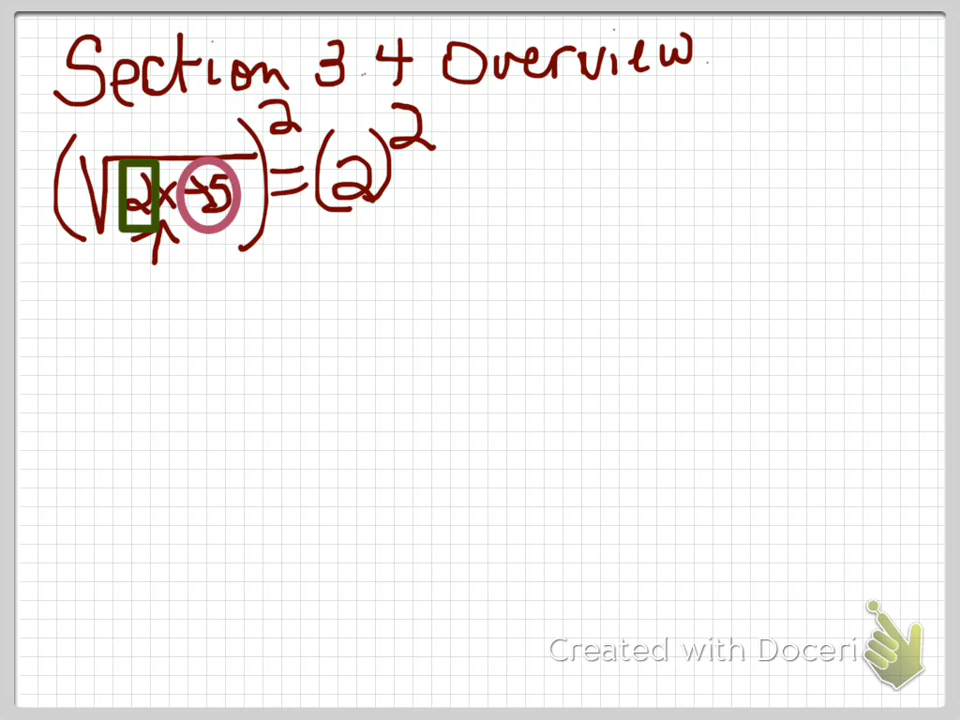 Section 3.4 Overview
(√2x-5)² = (2)²
Created with Doceri